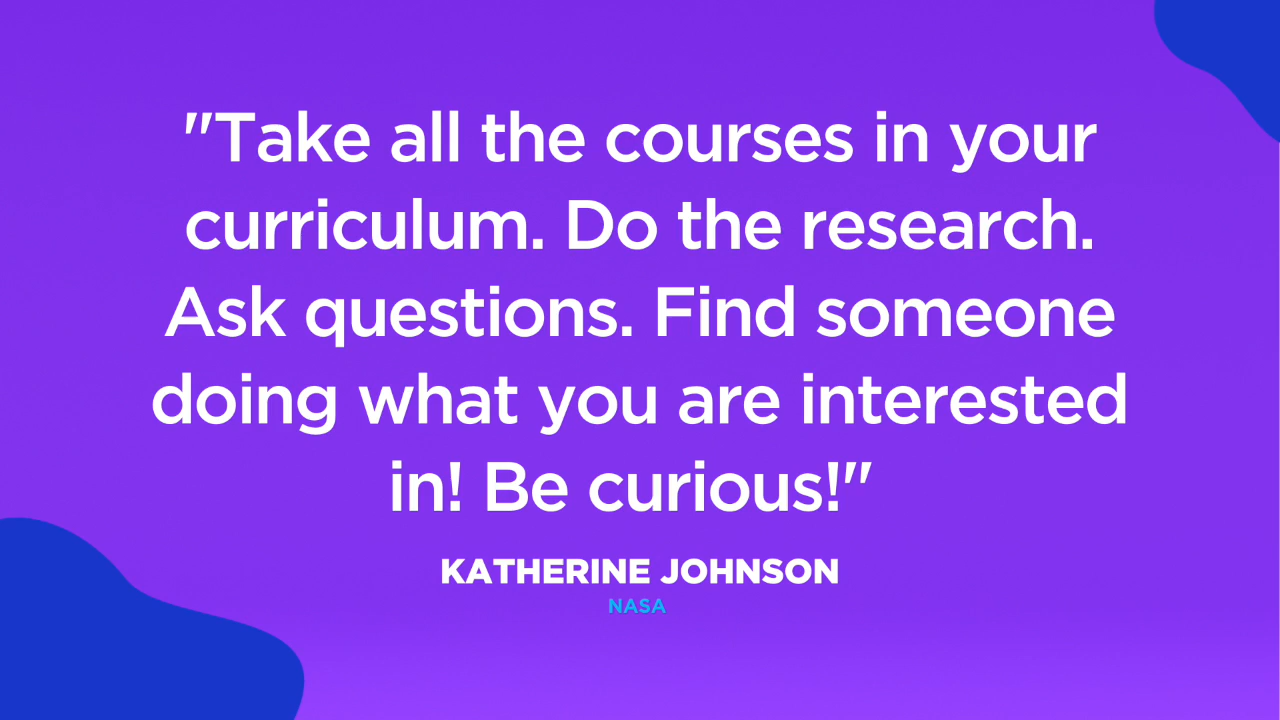 "Take all the courses in your
curriculum. Do the research.
Ask questions. Find someone
doing what you are interested
in! Be curious!"
KATHERINE JOHNSON
NASA